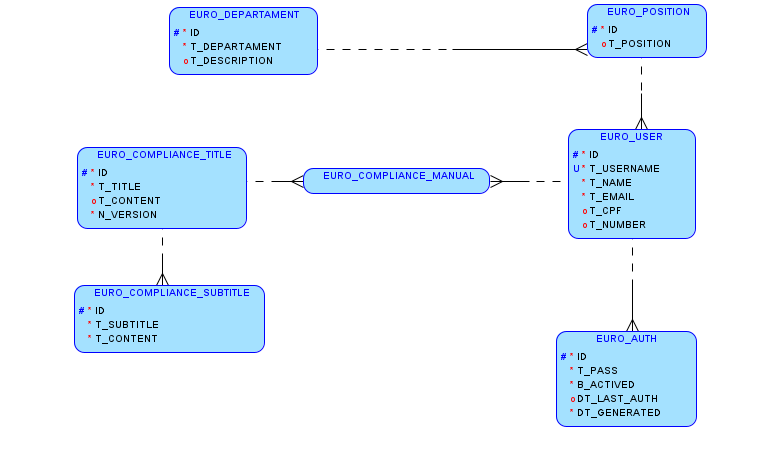 EURO_DEPARTAMENT
# * ID
* T_DEPARTAMENT
o T_DESCRIPTION
EURO_POSITION
# * ID
o T_POSITION
EURO_COMPLIANCE_TITLE
# * ID
* T_TITLE
o T_CONTENT
* N_VERSION
EURO_COMPLIANCE_MANUAL
EURO_USER
# * ID
U * T_USERNAME
* T_NAME
* T_EMAIL
o T_CPF
o T_NUMBER
EURO_COMPLIANCE_SUBTITLE
# * ID
* T_SUBTITLE
* T_CONTENT
EURO_AUTH
# * ID
* T_PASS
* B_ACTIVED
o DT_LAST_AUTH
* DT_GENERATED